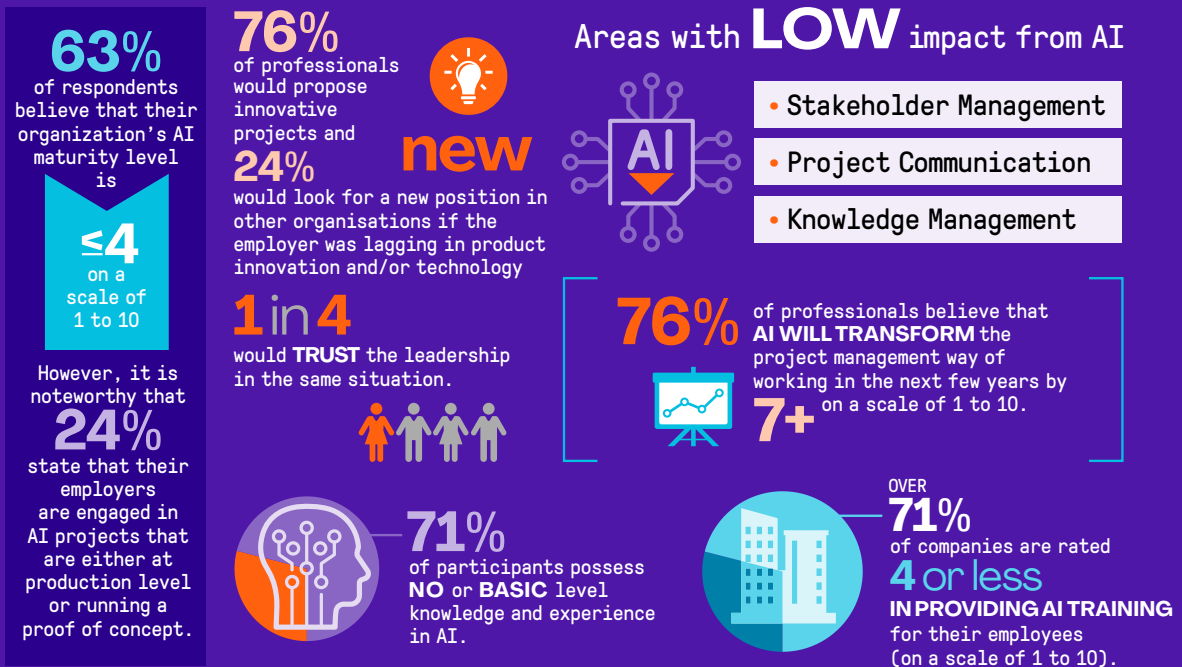 63%
of respondents
believe that their
organization's AI
maturity level
is
≤4
on a
scale of
1 to 10
However, it is
noteworthy that
24%
state that their
employers
are engaged in
AI projects that
are either at
production level
or running a
proof of concept.
76%
of professionals
would propose
innovative
projects and
new
24%
would look for a new position in
other organisations if the
employer was lagging in product
innovation and/or technology
1 in 4
would TRUST the leadership
in the same situation.
Areas with LOW impact from AI
AI
• Stakeholder Management
• Project Communication
• Knowledge Management
76%
of professionals believe that
AI WILL TRANSFORM the
project management way of
working in the next few years by
7+ on a scale of 1 to 10.
71%
of participants possess
NO or BASIC level
knowledge and experience
in AI.
OVER
71%
of companies are rated
4 or less
IN PROVIDING AI TRAINING
for their employees
(on a scale of 1 to 10).